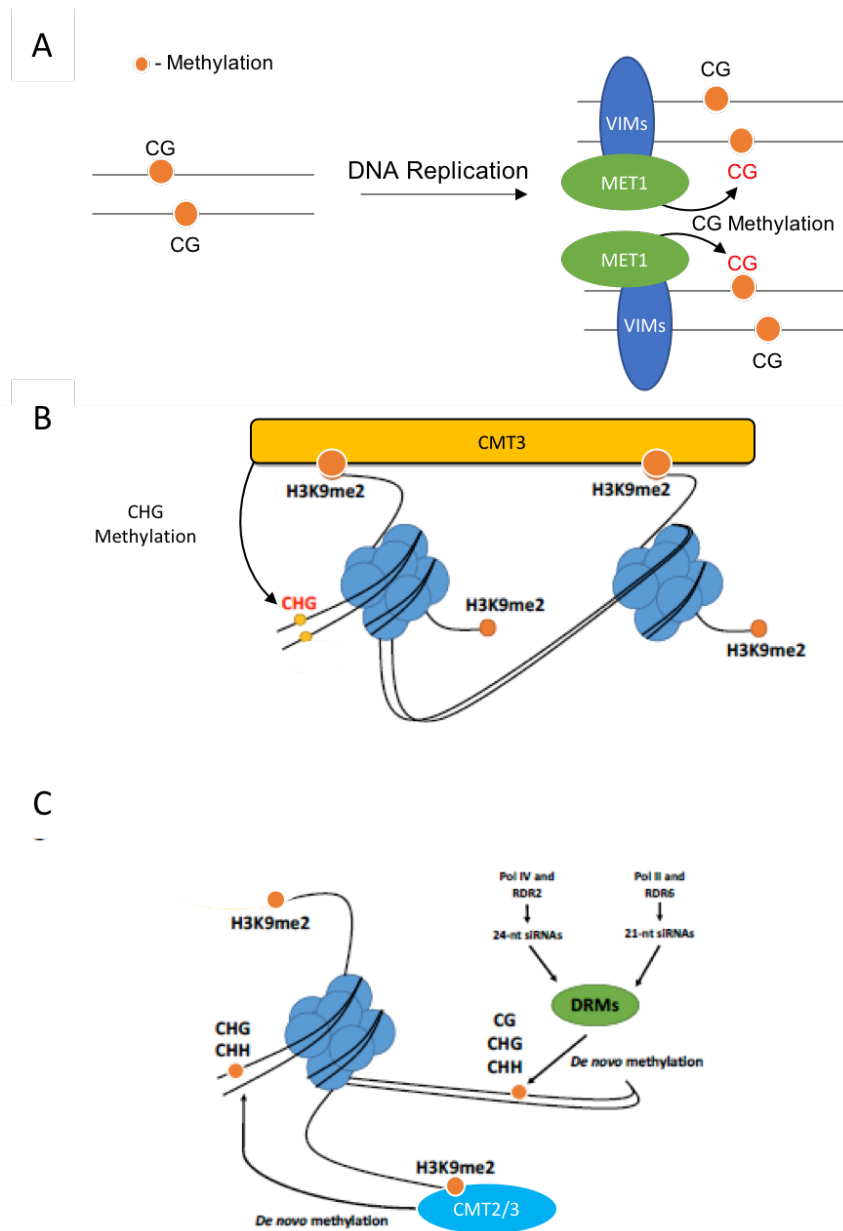 A
- Methylation
CG
CG
DNA Replication
CG
VIMs
MET1
CG
CG Methylation
MET1
CG
VIMs
CG
B
CMT3
H3K9me2
H3K9me2
CHG
Methylation
CHG
H3K9me2
H3K9me2
C
H3K9me2
Pol IV and
RDR2
Pol II and
RDR6
24-nt siRNAs
21-nt siRNAs
DRMs
CHG
CHH
CG
CHG
CHH
De novo methylation
H3K9me2
CMT2/3
De novo methylation